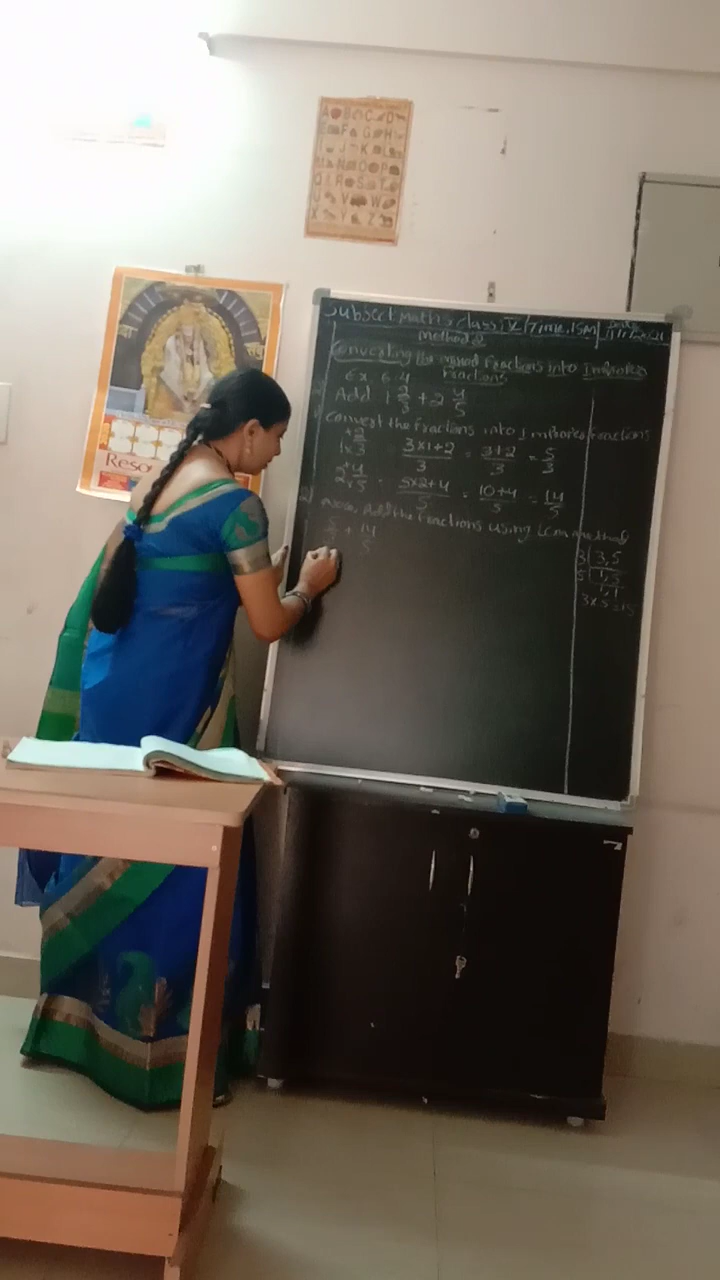 A B C D
E F G H
I J K L
M N O P
Q R S T
U V W
X Y Z
Reso
Subject maths class: V / Time. 15M
Method 2
Converting the mixed fractions into Improper
Fractions
Ex 6.4
Add 1 2/3 + 2 4/5
Convert the fractions into Improper fractions
1 2/3 = 3×1+2/3 = 3+2/3 = 5/3
2 4/5 = 5×2+4/5 = 10+4/5 = 14/5
Add the fractions using LCM method
5/3 + 14/5
3 | 3, 5
5 | 1, 5
1, 1
3×5=15